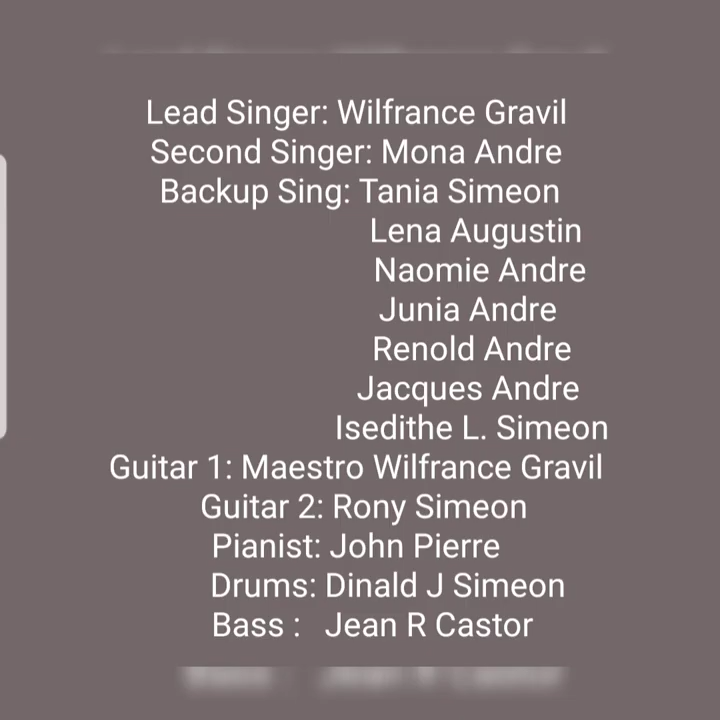 Lead Singer: Wilfrance Gravil
Second Singer: Mona Andre
Backup Sing: Tania Simeon
Lena Augustin
Naomie Andre
Junia Andre
Renold Andre
Jacques Andre
Isedithe L. Simeon
Guitar 1: Maestro Wilfrance Gravil
Guitar 2: Rony Simeon
Pianist: John Pierre
Drums: Dinald J Simeon
Bass :   Jean R Castor